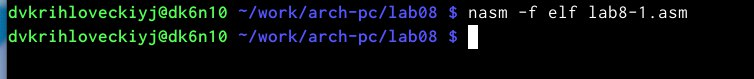 dvkrihloveckiyj@dk6n10 ~/work/arch-pc/lab08 $ nasm -f elf lab8-1.asm
dvkrihloveckiyj@dk6n10 ~/work/arch-pc/lab08 $